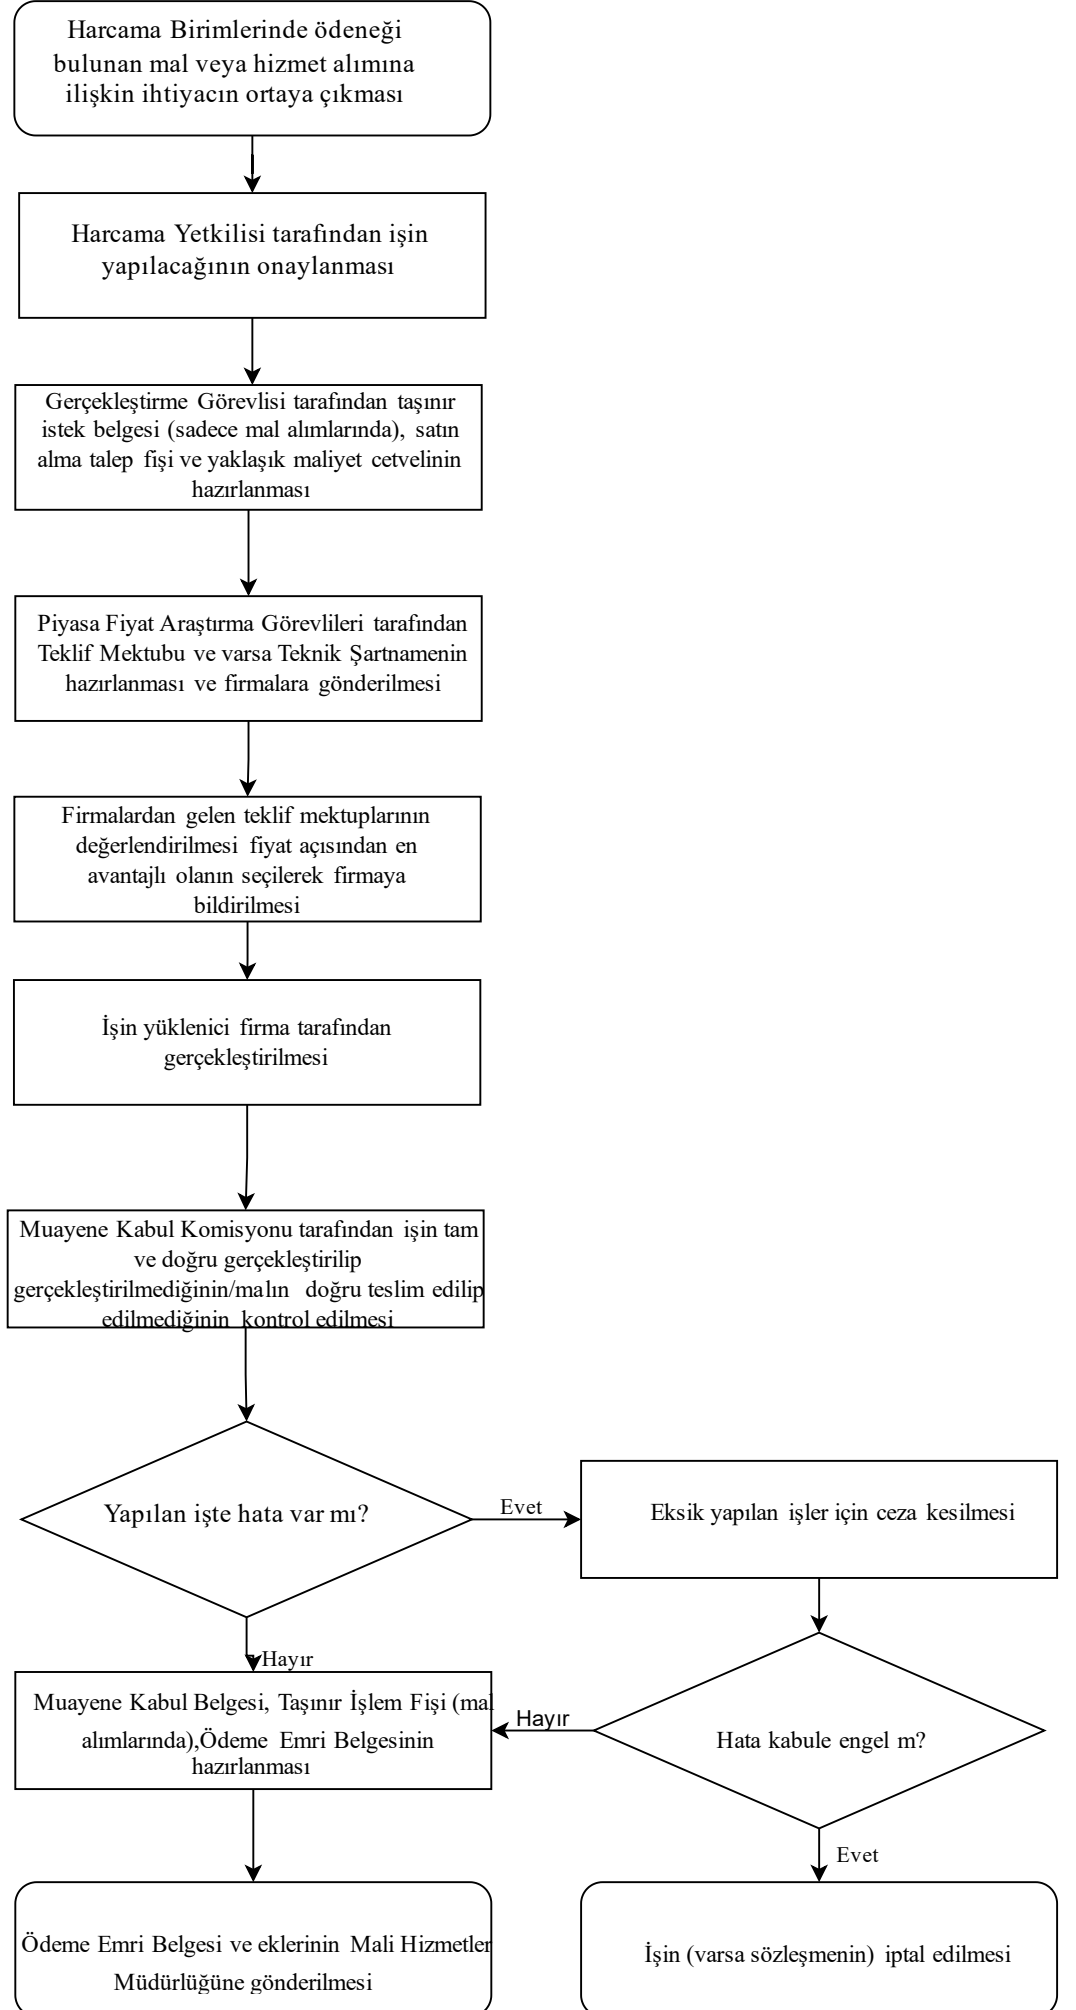 Harcama Birimlerinde ödeneği
bulunan mal veya hizmet alımına
ilişkin ihtiyacın ortaya çıkması
Harcama Yetkilisi tarafından işin
yapılacağının onaylanması
Gerçekleştirme Görevlisi tarafından taşınır
istek belgesi (sadece mal alımlarında), satın
alma talep fişi ve yaklaşık maliyet cetvelinin
hazırlanması
Piyasa Fiyat Araştırma Görevlileri tarafından
Teklif Mektubu ve varsa Teknik Şartnamenin
hazırlanması ve firmalara gönderilmesi
Firmalardan gelen teklif mektuplarının
değerlendirilmesi fiyat açısından en
avantajlı olanın seçilerek firmaya
bildirilmesi
İşin yüklenici firma tarafından
gerçekleştirilmesi
Muayene Kabul Komisyonu tarafından işin tam
ve doğru gerçekleştirilip
gerçekleştirilmediğinin/malın doğru teslim edilip
edilmediğinin kontrol edilmesi
Yapılan işte hata var mı?
Evet
Eksik yapılan işler için ceza kesilmesi
Hayır
Muayene Kabul Belgesi, Taşınır İşlem Fişi (mal
alımlarında),Ödeme Emri Belgesinin
hazırlanması
Hayır
Hata kabule engel m?
Evet
Ödeme Emri Belgesi ve eklerinin Mali Hizmetler
Müdürlüğüne gönderilmesi
İşin (varsa sözleşmenin) iptal edilmesi